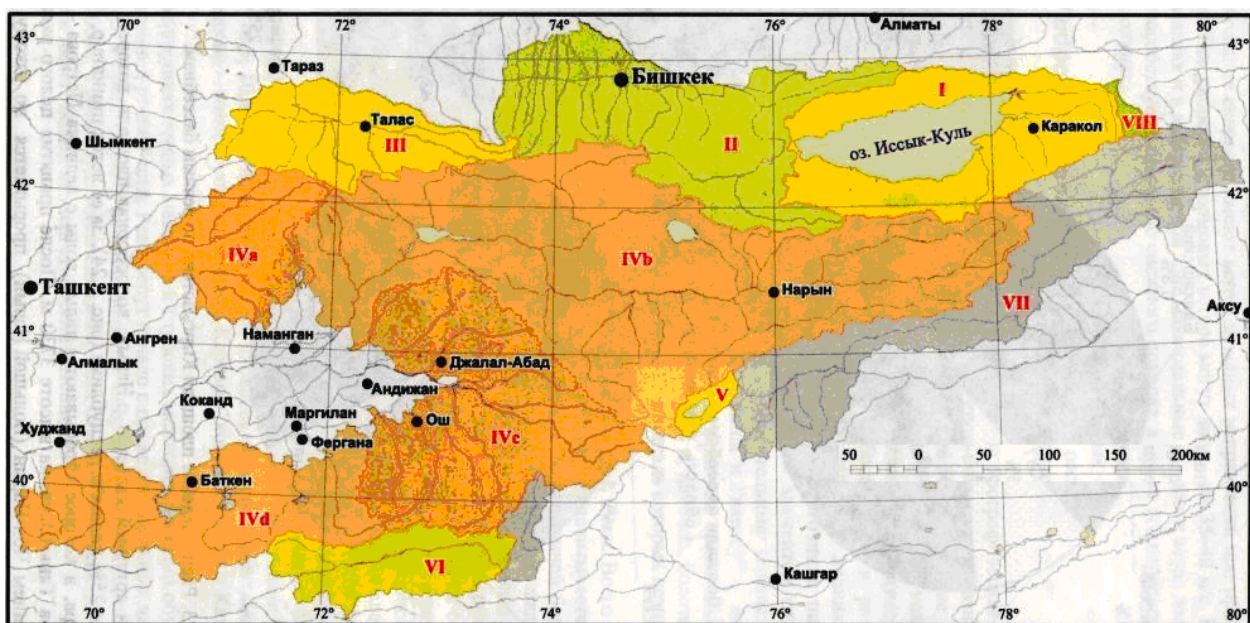 70°
72°
74°
76°
78°
80°
Алматы
43°
43°
Тараз
Бишкек
I
Талас
Каракол
VIII
Шымкент
III
II
оз. Иссык-Куль
42°
42°
IVa
IVb
Ташкент
Нарын
VII
Аксу
41°
41°
Ангрен
Наманган
Алмалык
Джалал-Абад
Андижан
V
Коканд
Маргилан
Ош
Худжанд
Фергана
IVc
50 0 50 100 150 200км
40°
Баткен
40°
IVd
VI
Кашгар
70°
72°
74°
76°
78°
80°